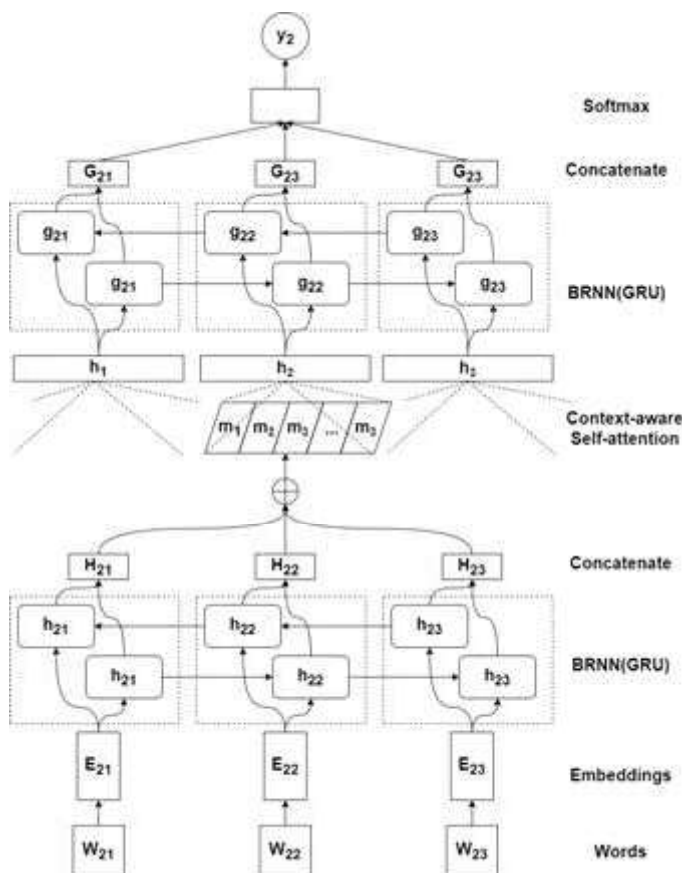 y2
Softmax
G21 G23 G23 Concatenate
g21 g22 g23
g21 g22 g23 BRNN(GRU)
h1 h2 h3
m1 m2 m3 ... m3 Context-aware
Self-attention
H21 H22 H23 Concatenate
h21 h22 h23
h21 h22 h23 BRNN(GRU)
E21 E22 E23 Embeddings
W21 W22 W23 Words